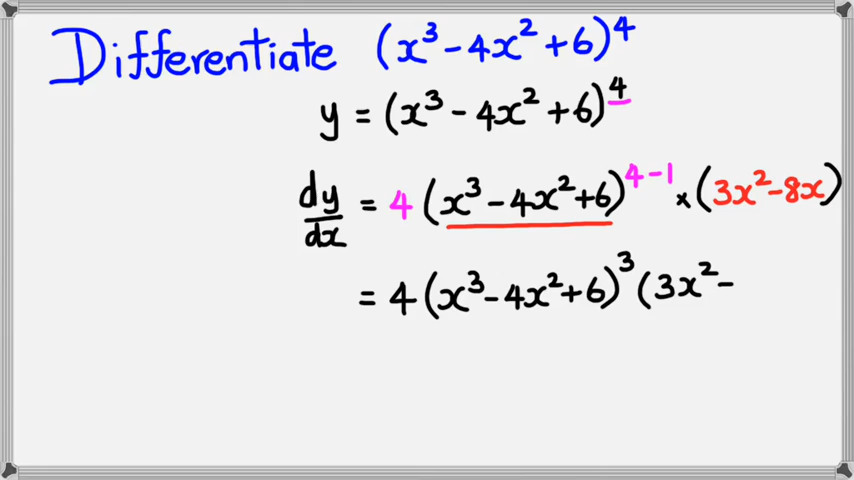 Differentiate (x³ - 4x² + 6)⁴
y = (x³ - 4x² + 6)⁴
dy/dx = 4 (x³ - 4x² + 6)⁴⁻¹ × (3x² - 8x)
= 4 (x³ - 4x² + 6)³ (3x² -